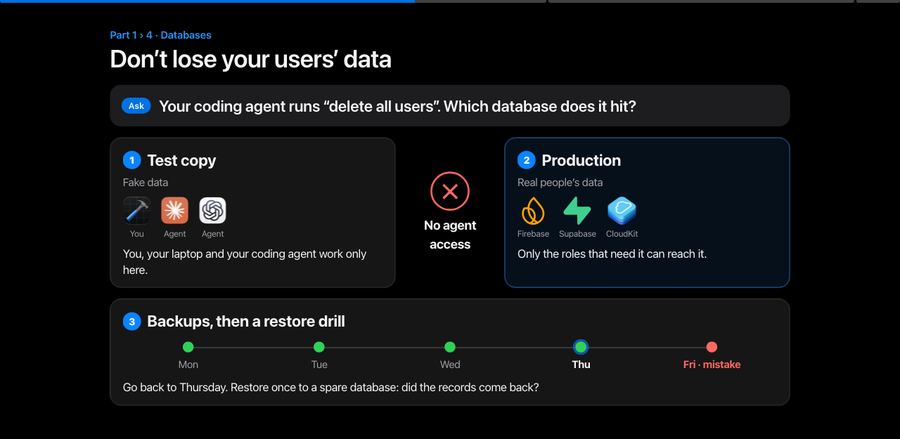 Part 1 › 4 · Databases
Don’t lose your users’ data
Ask Your coding agent runs “delete all users”. Which database does it hit?
1 Test copy
Fake data
You Agent Agent
You, your laptop and your coding agent work only
here.
No agent
access
2 Production
Real people’s data
Firebase Supabase CloudKit
Only the roles that need it can reach it.
3 Backups, then a restore drill
Mon Tue Wed Thu Fri · mistake
Go back to Thursday. Restore once to a spare database: did the records come back?